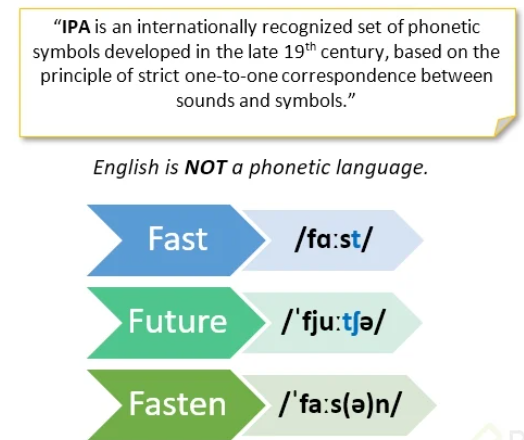 “IPA is an internationally recognized set of phonetic
symbols developed in the late 19th century, based on the
principle of strict one-to-one correspondence between
sounds and symbols.”
English is NOT a phonetic language.
Fast /fɑːst/
Future /ˈfjuːtʃə/
Fasten /ˈfaːs(ə)n/